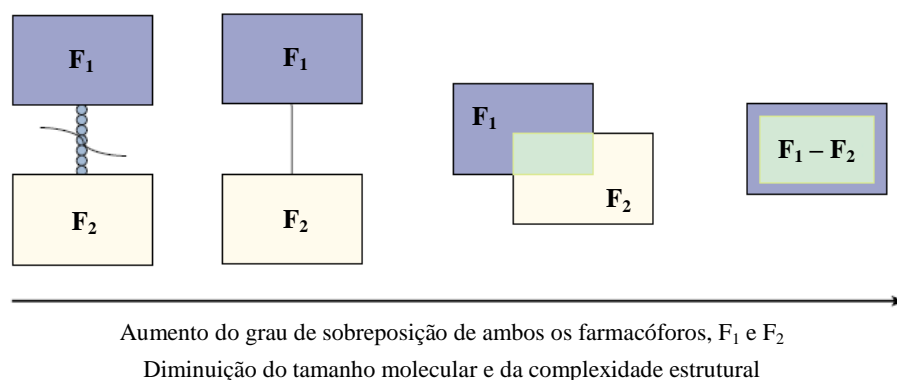 F₁ F₁
F₁ F₁ – F₂
F₂ F₂ F₂
Aumento do grau de sobreposição de ambos os farmacóforos, F₁ e F₂
Diminuição do tamanho molecular e da complexidade estrutural